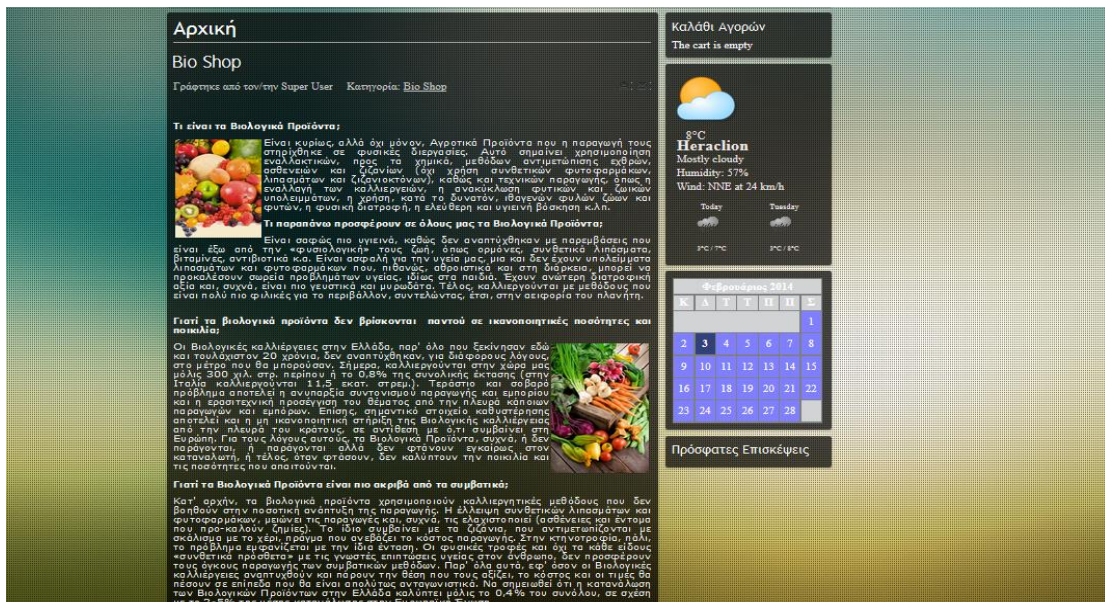 Αρχική
Bio Shop
Γράφτηκε από τον/την Super User Κατηγορία: Bio Shop
Τι είναι τα Βιολογικά Προϊόντα;
Είναι κυρίως, αλλά όχι μόνον, Αγροτικά Προϊόντα που η παραγωγή τους
στηρίχθηκε σε φυσικές διεργασίες. Αυτό σημαίνει χρησιμοποίηση
εναλλακτικών, προς τα χημικά, μεθόδων αντιμετώπισης εχθρών,
ασθενειών και ζιζανίων (όχι χρήση συνθετικών φυτοφαρμάκων,
λιπασμάτων και ζιζανιοκτόνων), καθώς και τεχνικών παραγωγής, όπως η
εναλλαγή των καλλιεργειών, η ανακύκλωση φυτικών και ζωικών
υπολειμμάτων, η χρήση, κατά το δυνατόν, ιθαγενών φυλών ζώων και
φυτών, η φυσική διατροφή, η ελεύθερη και υγιεινή βόσκηση κ.λπ.
Τι παραπάνω προσφέρουν σε όλους μας τα Βιολογικά Προϊόντα;
Είναι σαφώς πιο υγιεινά, καθώς δεν αναπτύχθηκαν με παρεμβάσεις που
είναι έξω από την «φυσιολογική» τους ζωή, όπως ορμόνες, συνθετικά λιπάσματα,
βιταμίνες, αντιβιοτικά κ.α. Είναι ασφαλή για την υγεία μας, μια και δεν έχουν υπολείμματα
λιπασμάτων και φυτοφαρμάκων που, πιθανώς, αθροιστικά και στη διάρκεια, μπορεί να
προκαλέσουν σωρεία προβλημάτων υγείας, ιδίως στα παιδιά. Έχουν ανώτερη διατροφική
αξία και, συχνά, είναι πιο γευστικά και μυρωδάτα. Τέλος, καλλιεργούνται με μεθόδους που
είναι πολύ πιο φιλικές για το περιβάλλον, συντελώντας, έτσι, στην αειφορία του πλανήτη.
Γιατί τα βιολογικά προϊόντα δεν βρίσκονται παντού σε ικανοποιητικές ποσότητες και
ποικιλία;
Οι Βιολογικές καλλιέργειες στην Ελλάδα, παρ' όλο που ξεκίνησαν εδώ
και τουλάχιστον 20 χρόνια, δεν αναπτύχθηκαν, για διάφορους λόγους,
στο μέτρο που θα μπορούσαν. Σήμερα, καλλιεργούνται στην χώρα μας
μόλις 300 χιλ. στρ. περίπου ή το 0,8% της συνολικής έκτασης (στην
Ιταλία καλλιεργούνται 11,5 εκατ. στρεμ.). Τεράστιο και σοβαρό
πρόβλημα αποτελεί η ανυπαρξία συντονισμού παραγωγής και εμπορίου
και η ερασιτεχνική προσέγγιση του θέματος από την πλευρά κάποιων
παραγωγών και εμπόρων. Επίσης, σημαντικό στοιχείο καθυστέρησης
αποτελεί και η μη ικανοποιητική στήριξη της Βιολογικής Καλλιέργειας
από την πλευρά του κράτους, σε αντίθεση με ό,τι συμβαίνει στη
Ευρώπη. Για τους λόγους αυτούς, τα Βιολογικά Προϊόντα, συχνά, ή δεν
παράγονται, ή παράγονται αλλά δεν φτάνουν εγκαίρως στον
καταναλωτή, ή τέλος, όταν φτάσουν, δεν καλύπτουν την ποικιλία και
τις ποσότητες που απαιτούνται.
Γιατί τα Βιολογικά Προϊόντα είναι πιο ακριβά από τα συμβατικά;
Κατ' αρχήν, τα βιολογικά προϊόντα χρησιμοποιούν καλλιεργητικές μεθόδους που δεν
βοηθούν στην ποσοτική ανάπτυξη της παραγωγής. Η έλλειψη συνθετικών λιπασμάτων και
φυτοφαρμάκων, μειώνει τις παραγωγές και, συχνά, τις ελαχιστοποιεί (ασθένειες και έντομα
που προ-καλούν ζημίες). Το ίδιο συμβαίνει με τα ζιζάνια, που αντιμετωπίζονται με
σκάλισμα με το χέρι, πράγμα που ανεβάζει το κόστος παραγωγής. Στην κτηνοτροφία, πάλι,
το πρόβλημα εμφανίζεται με την ίδια ένταση. Οι φυσικές τροφές και όχι τα κάθε είδους
«συνθετικά πρόσθετα» με τις γνωστές επιπτώσεις υγείας στον άνθρωπο, δεν προσφέρουν
τους όγκους παραγωγής των συμβατικών μεθόδων. Παρ' όλα αυτά, εφ' όσον οι Βιολογικές
Καλλιέργειες αναπτυχθούν και πάρουν την θέση που τους αξίζει, το κόστος και οι τιμές θα
πέσουν σε επίπεδα που θα είναι απολύτως ανταγωνιστικά. Να σημειωθεί ότι η κατανάλωση
των Βιολογικών Προϊόντων στην Ελλάδα καλύπτει μόλις το 0,4% του συνόλου, σε σχέση
Καλάθι Αγορών
The cart is empty
8°C
Heraclion
Mostly cloudy
Humidity: 57%
Wind: NNE at 24 km/h
Today Tuesday
3°C / 7°C 3°C / 8°C
Φεβρουάριος 2014
Κ Δ Τ Τ Π Π Σ
1
2 3 4 5 6 7 8
9 10 11 12 13 14 15
16 17 18 19 20 21 22
23 24 25 26 27 28
Πρόσφατες Επισκέψεις